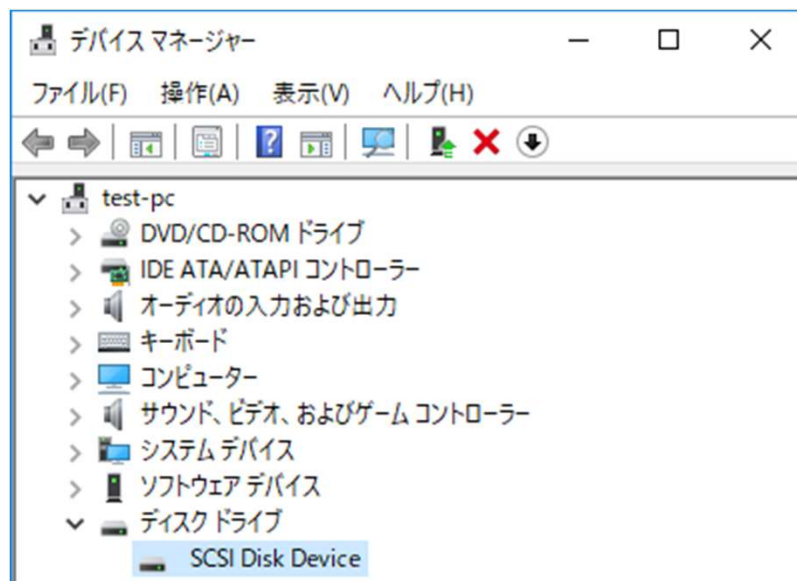 デバイス マネージャー
ファイル(F) 操作(A) 表示(V) ヘルプ(H)
test-pc
DVD/CD-ROM ドライブ
IDE ATA/ATAPI コントローラー
オーディオの入力および出力
キーボード
コンピューター
サウンド、ビデオ、およびゲーム コントローラー
システム デバイス
ソフトウェア デバイス
ディスク ドライブ
SCSI Disk Device